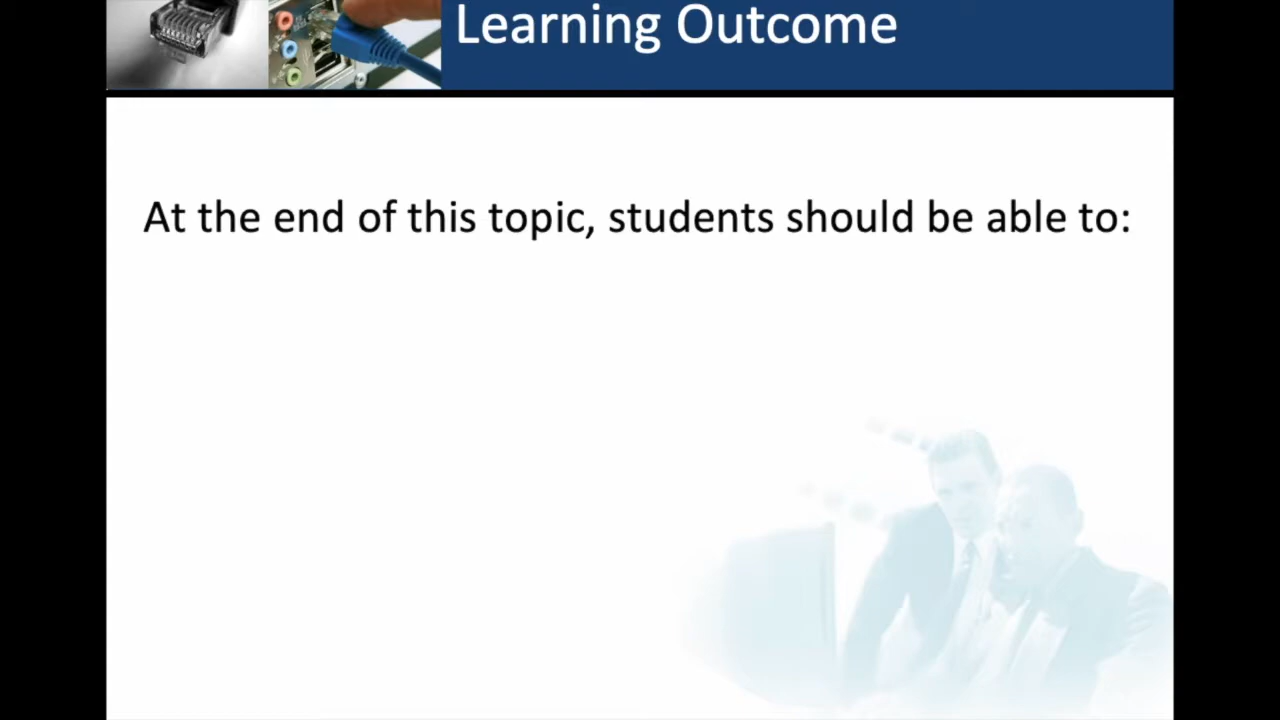 Learning Outcome
At the end of this topic, students should be able to: